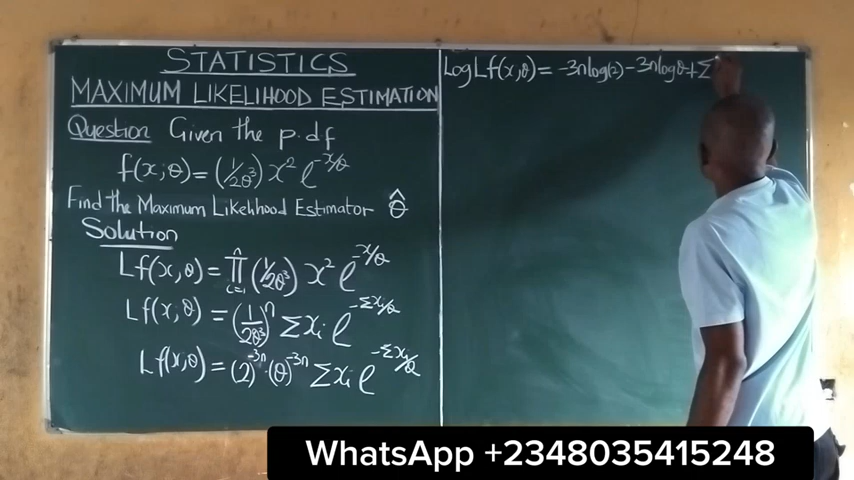 STATISTICS
MAXIMUM LIKELIHOOD ESTIMATION
Question Given the p.df
f(x;θ) = (1/2θ³) x² e^(-x/θ)
Find the Maximum Likelihood Estimator θ̂
Solution
Lf(x,θ) = ∏ᵢ₌₁ⁿ (1/2θ³) x² e^(-x/θ)
Lf(x,θ) = (1/2θ³)ⁿ Σxᵢ e^(-Σxᵢ/θ)
Lf(x,θ) = (2)^(-3n) · (θ)^(-3n) Σxᵢ e^(-Σxᵢ/θ)
Log Lf(x,θ) = -3nlog(2) - 3nlogθ + Σ
WhatsApp +2348035415248